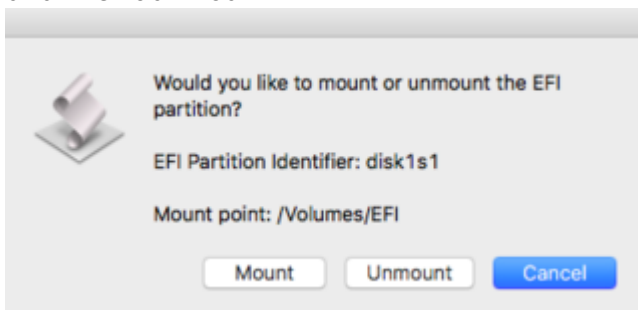 Would you like to mount or unmount the EFI
partition?
EFI Partition Identifier: disk1s1
Mount point: /Volumes/EFI
Mount Unmount Cancel